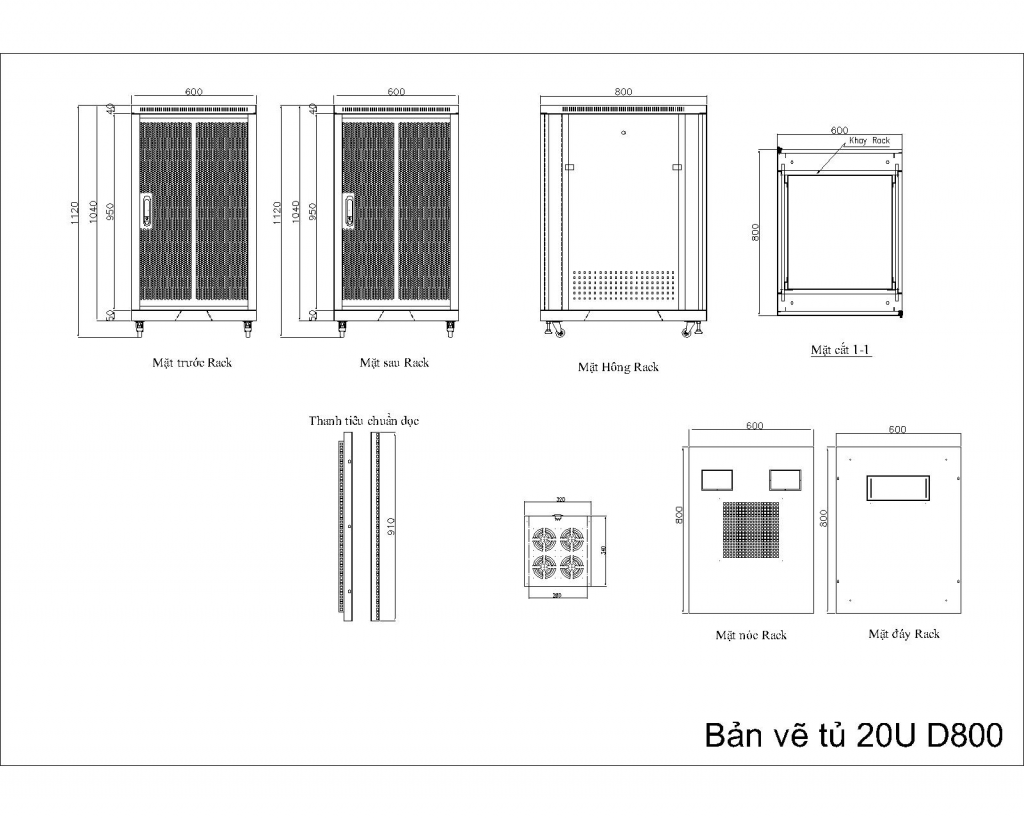 600
600
800
600
Khay Rack
40
1120
1040
950
50
40
1120
1040
950
50
800
Mặt trước Rack
Mặt sau Rack
Mặt Hông Rack
Mặt cắt 1-1
Thanh tiêu chuẩn dọc
910
340
600
800
600
800
Mặt nóc Rack
Mặt đáy Rack
Bản vẽ tủ 20U D800